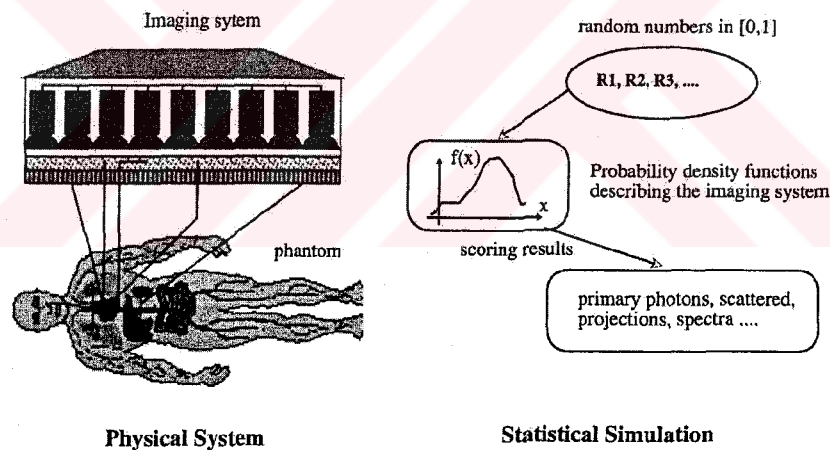 Imaging sytem
phantom
Physical System
random numbers in [0,1]
R1, R2, R3, ....
f(x)
x
Probability density functions
describing the imaging system
scoring results
primary photons, scattered,
projections, spectra ....
Statistical Simulation